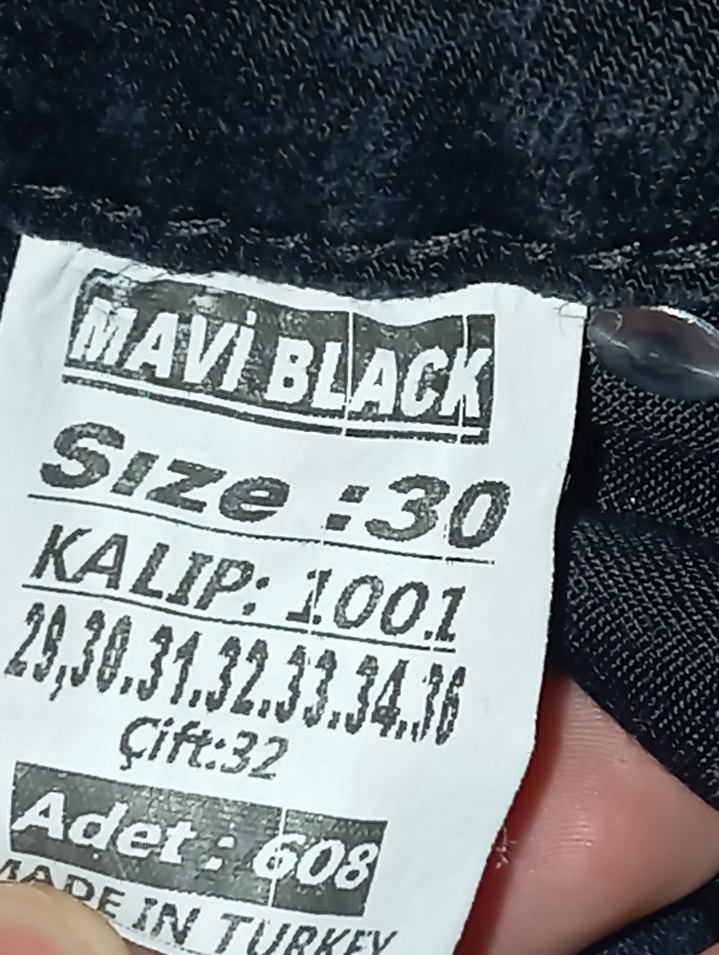 MAVİ BLACK
Sıze :30
KALIP: 1001
29,30.31.32.33.34.36
Çift:32
Adet : 608
MADE IN TURKEY